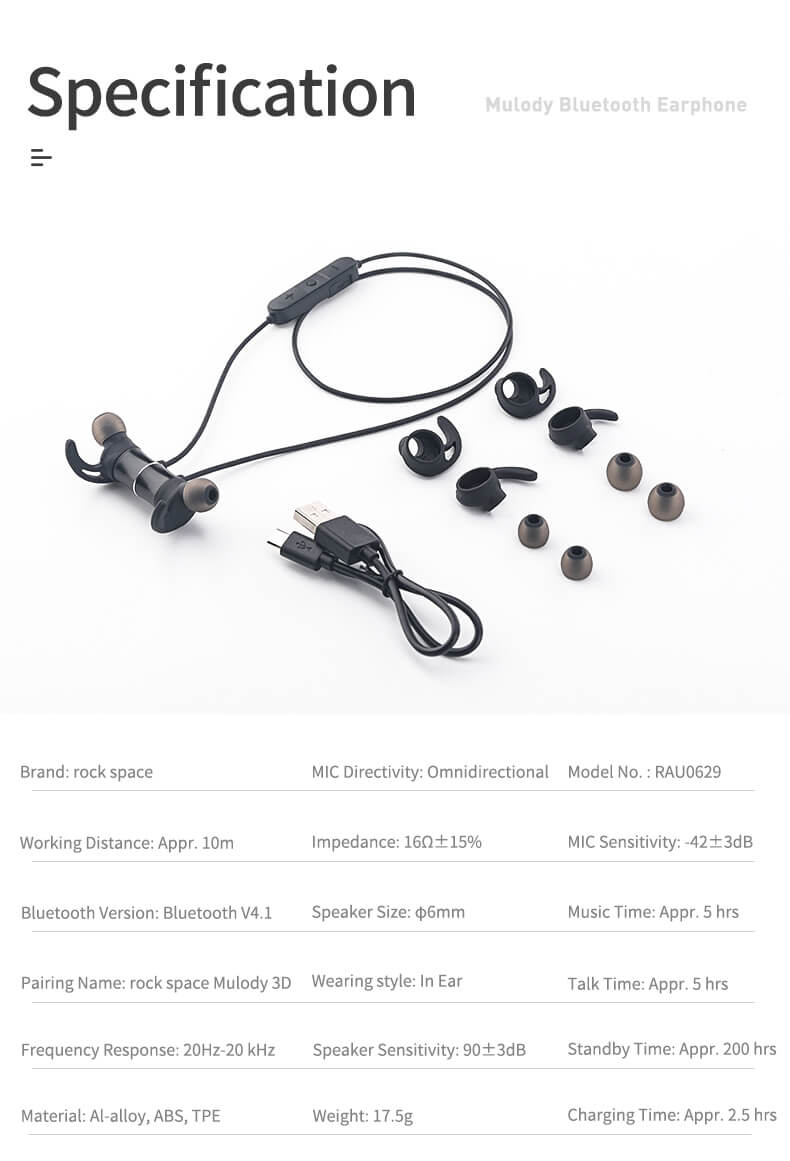 Specification
Mulody Bluetooth Earphone
Brand: rock space
MIC Directivity: Omnidirectional
Model No. : RAU0629
Working Distance: Appr. 10m
Impedance: 16Ω±15%
MIC Sensitivity: -42±3dB
Bluetooth Version: Bluetooth V4.1
Speaker Size: ф6mm
Music Time: Appr. 5 hrs
Pairing Name: rock space Mulody 3D
Wearing style: In Ear
Talk Time: Appr. 5 hrs
Frequency Response: 20Hz-20 kHz
Speaker Sensitivity: 90±3dB
Standby Time: Appr. 200 hrs
Material: Al-alloy, ABS, TPE
Weight: 17.5g
Charging Time: Appr. 2.5 hrs